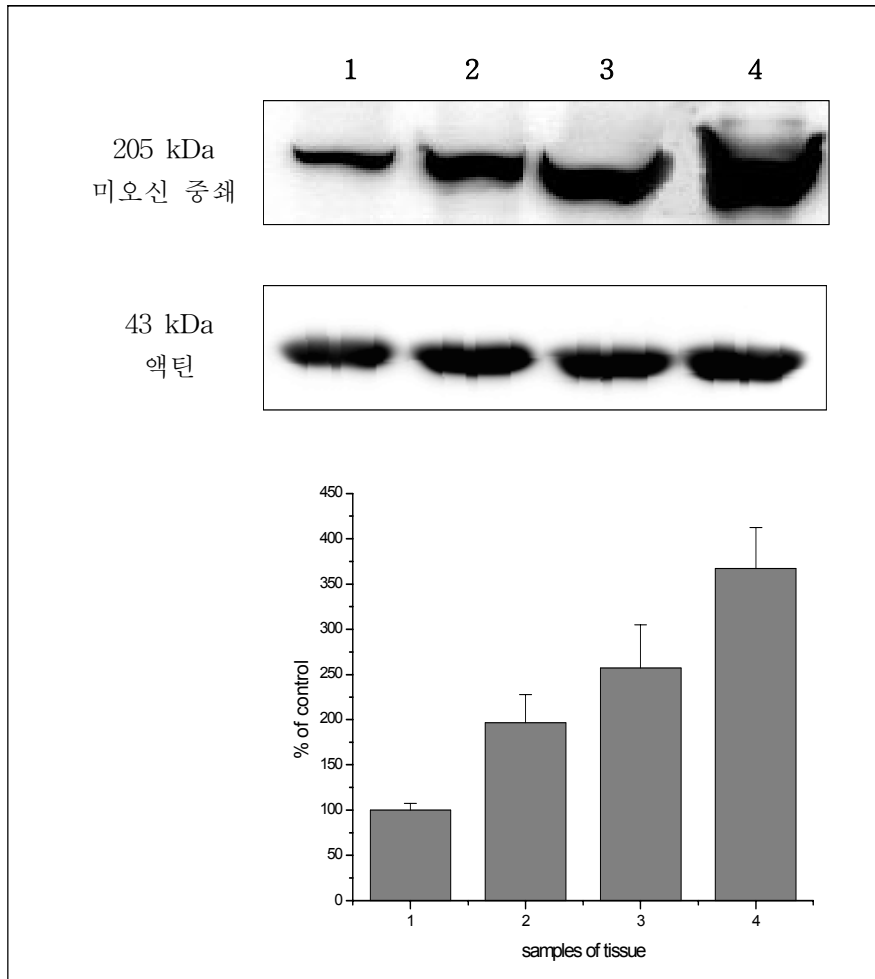 1 2 3 4
205 kDa
미오신 중쇄
43 kDa
액틴
450
400
350
300
250
200
150
100
50
0
% of control
1 2 3 4
samples of tissue